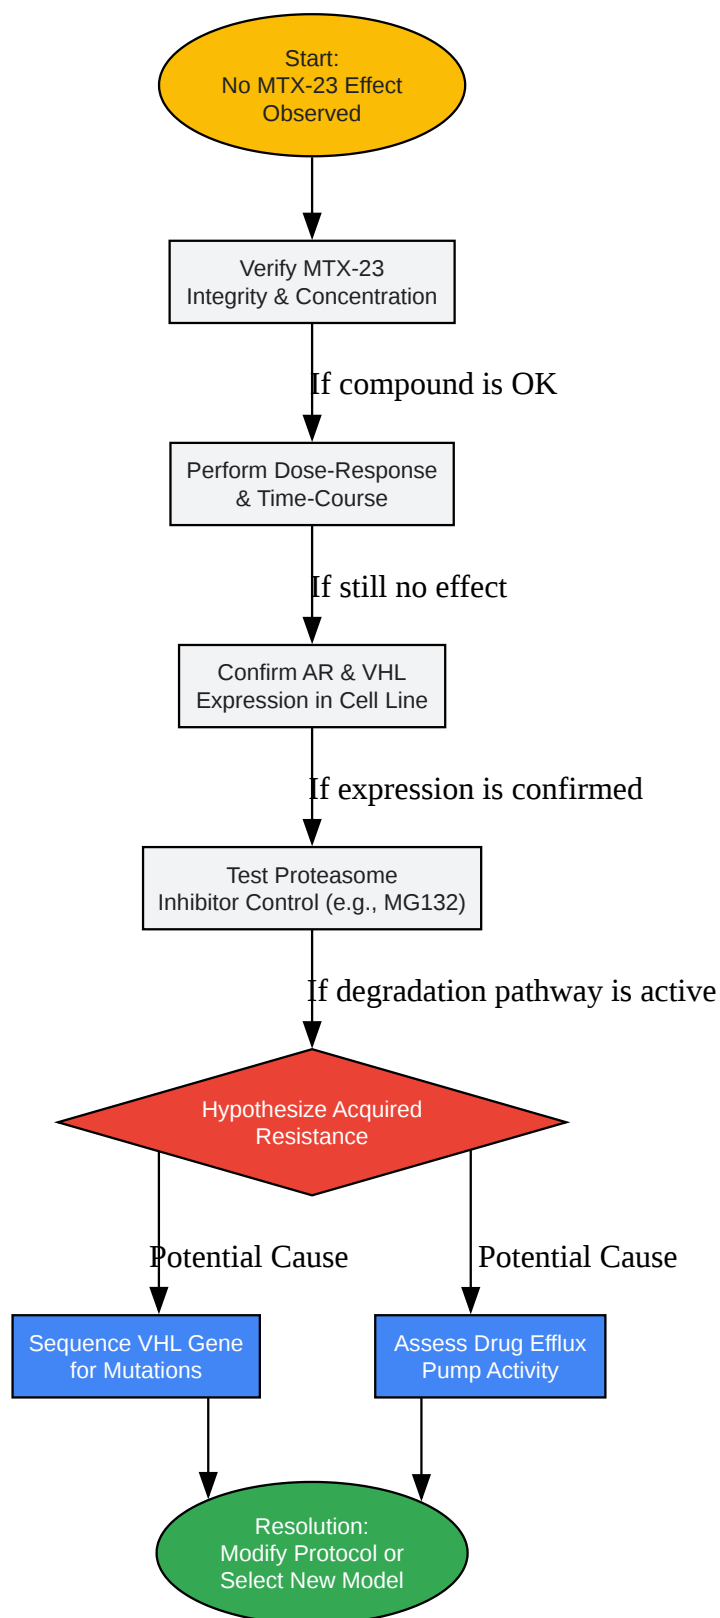 Start:
No MTX-23 Effect
Observed
Verify MTX-23
Integrity & Concentration
If compound is OK
Perform Dose-Response
& Time-Course
If still no effect
Confirm AR & VHL
Expression in Cell Line
If expression is confirmed
Test Proteasome
Inhibitor Control (e.g., MG132)
If degradation pathway is active
Hypothesize Acquired
Resistance
Potential Cause
Potential Cause
Sequence VHL Gene
for Mutations
Assess Drug Efflux
Pump Activity
Resolution:
Modify Protocol or
Select New Model